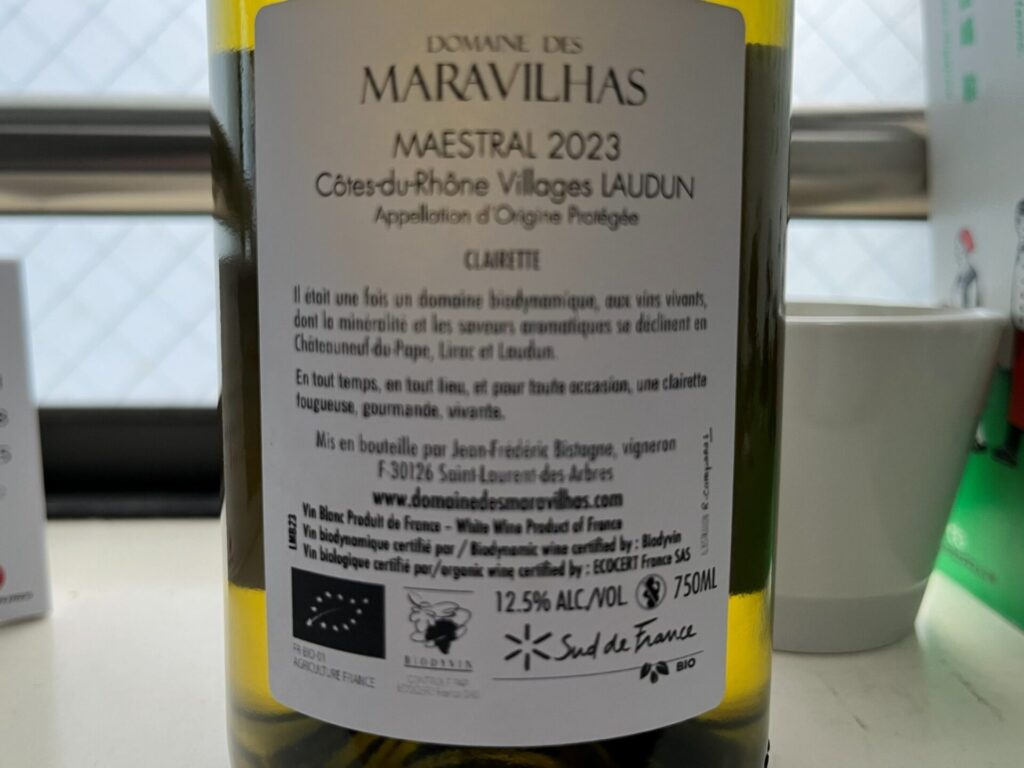 DOMAINE DES
MARAVILHAS
MAESTRAL 2023
Côtes-du-Rhône Villages LAUDUN
Appellation d'Origine Protégée
CLAIRETTE
Il était une fois un domaine biodynamique, aux vins vivants,
dont la minéralité et les saveurs aromatiques se déclinent en
Châteauneuf-du-Pape, Lirac et Laudun.
En tout temps, en tout lieu, et pour toute occasion, une clairette
fougueuse, gourmande, vivante.
Mis en bouteille par Jean-Frédéric Bistagne, vigneron
F-30126 Saint-Laurent-des-Arbres
www.domainedesmaravilhas.com
LMB23
Vin Blanc Produit de France - White Wine Product of France
Vin biodynamique certifié par / Biodynamic wine certified by : Biodyvin
Vin biologique certifié par/organic wine certified by : ECOCERT France SAS
12.5% ALC/VOL
750ML
FR-BIO-01
AGRICULTURE FRANCE
BIODYVIN
CONTRÔLÉ PAR
ECOCERT France SAS
Sud de France
BIO